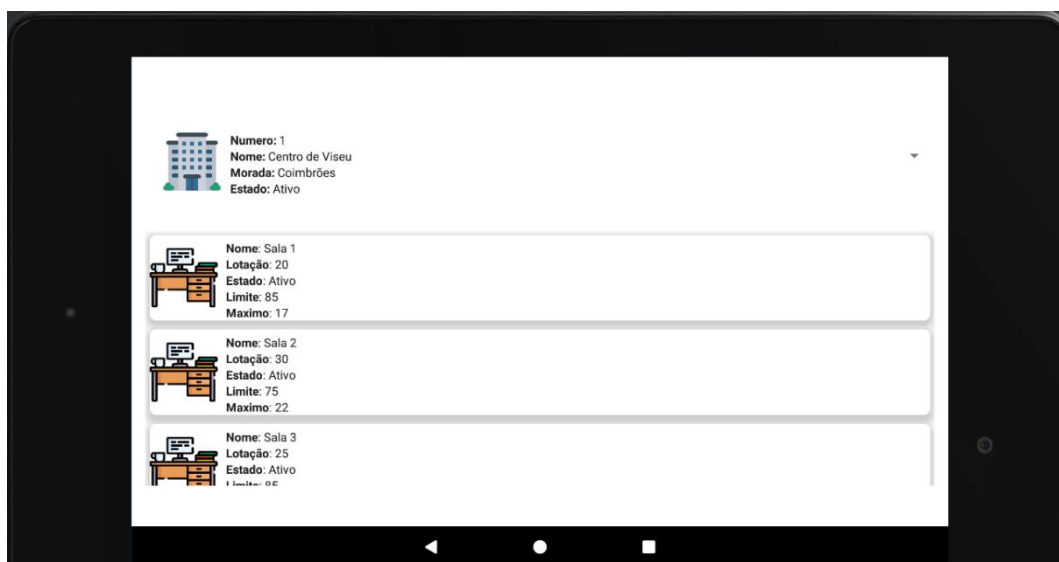 Numero: 1
Nome: Centro de Viseu
Morada: Coimbrões
Estado: Ativo
Nome: Sala 1
Lotação: 20
Estado: Ativo
Limite: 85
Maximo: 17
Nome: Sala 2
Lotação: 30
Estado: Ativo
Limite: 75
Maximo: 22
Nome: Sala 3
Lotação: 25
Estado: Ativo
Limite: 85